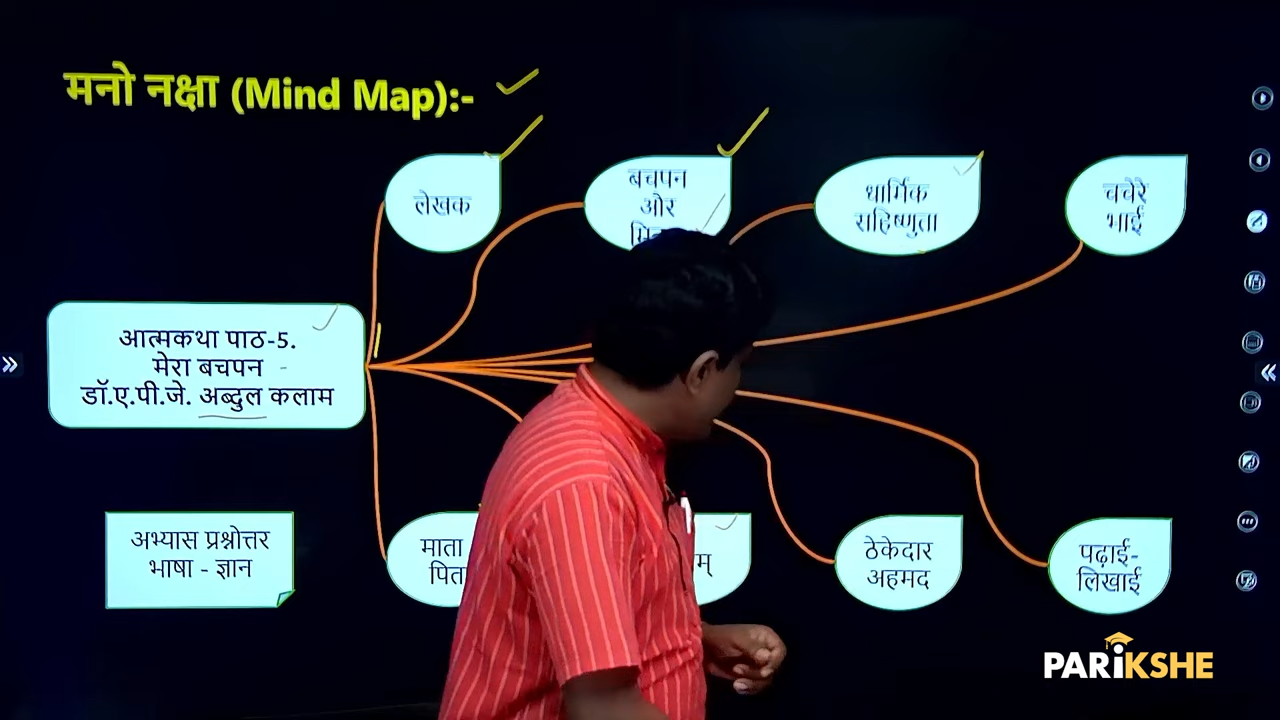 मनो नक्षा (Mind Map):-
लेखक
बचपन
ओर
धार्मिक
सहिष्णुता
चचेरे
भाई
आत्मकथा पाठ-5.
मेरा बचपन
डॉ.ए.पी.जे. अब्दुल कलाम
अभ्यास प्रश्नोत्तर
भाषा - ज्ञान
माता
ठेकेदार
अहमद
पढ़ाई-
लिखाई
PARiKSHE